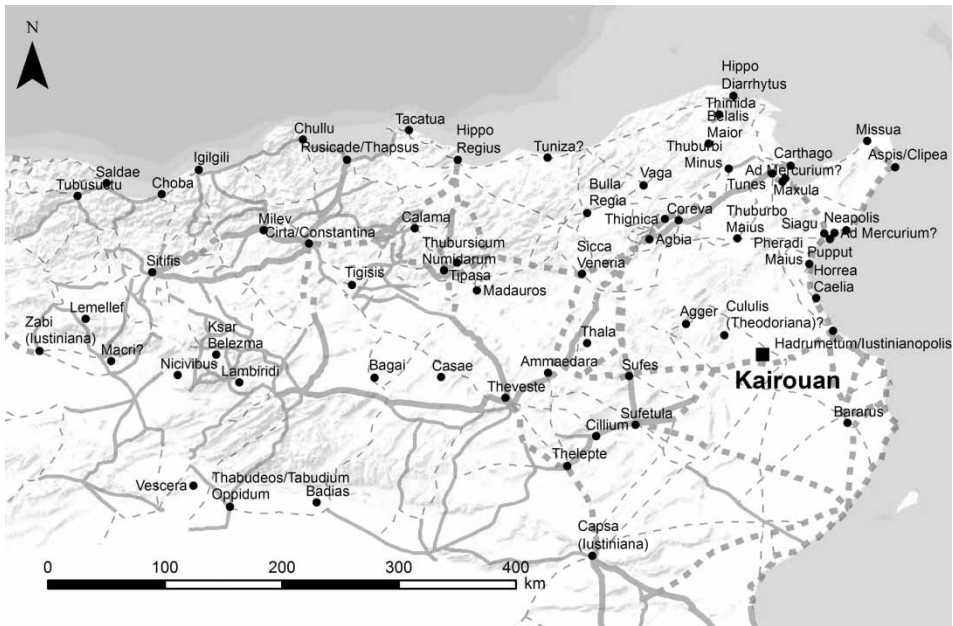 N
Hippo
Diarrhytus
Thimida
Belalis
Maior
Tacatua
Chullu
Rusicade/Thapsus
Hippo
Regius
Tuniza?
Thuburbi
Minus
Carthago
Missua
Aspis/Clipea
Saldae
Igilgili
Tubusuctu
Choba
Ad Mercurium?
Tunes
Maxula
Vaga
Bulla
Regia
Thignica
Coreva
Thuburbo
Maius
Siagu
Neapolis
Ad Mercurium?
Milev
Cirta/Constantina
Calama
Thubursicum
Numidarum
Tipasa
Agbia
Pheradi
Maius
Pupput
Sicca
Veneria
Horrea
Caelia
Sitifis
Tigisis
Madauros
Lemellef
Zabi
(Iustiniana)
Macri?
Ksar
Belezma
Nicivibus
Lambiridi
Thala
Agger
Cululis
(Theodoriana)?
Hadrumetum/Iustinianopolis
Bagai
Casae
Ammaedara
Theveste
Sufes
Kairouan
Cillium
Sufetula
Bararus
Thelepte
Vescera
Thabudeos/Tabudium
Oppidum
Badias
Capsa
(Iustiniana)
0 100 200 300 400
km